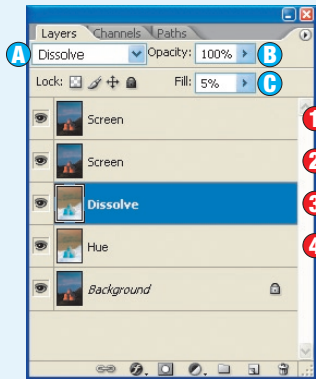 Layers Channels Paths
A Dissolve Opacity: 100% B
Lock: Fill: 5% C
Screen 1
Screen 2
Dissolve 3
Hue 4
Background